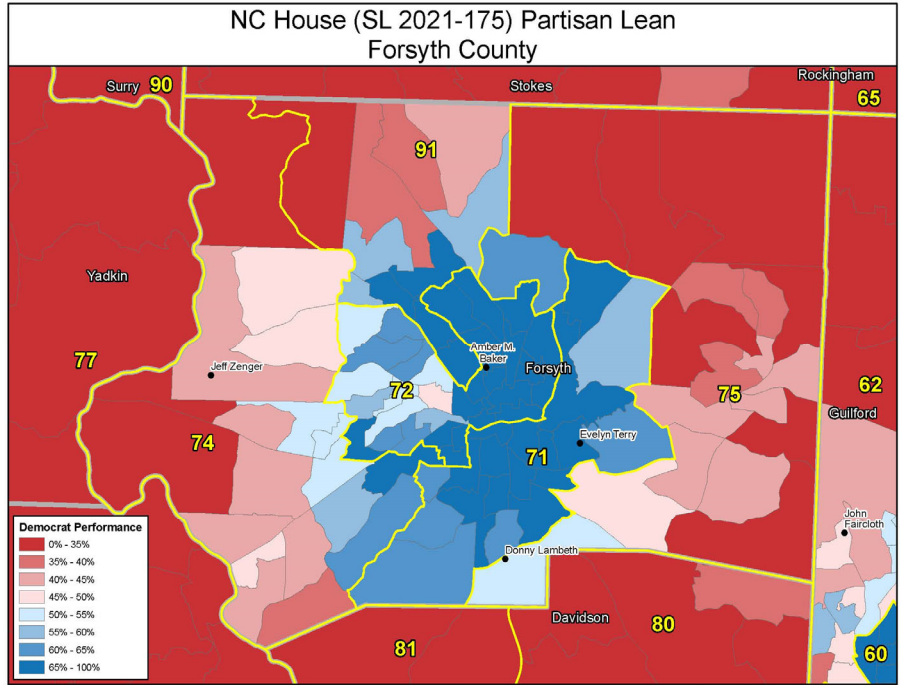 NC House (SL 2021-175) Partisan Lean
Forsyth County
Surry
90
Stokes
Rockingham
65
91
Yadkin
77
Jeff Zenger
72
Amber M.
Baker
Forsyth
75
62
Guilford
74
71
Evelyn Terry
Donny Lambeth
John
Faircloth
Democrat Performance
0% - 35%
35% - 40%
40% - 45%
45% - 50%
50% - 55%
55% - 60%
60% - 65%
65% - 100%
Davidson
80
81
60